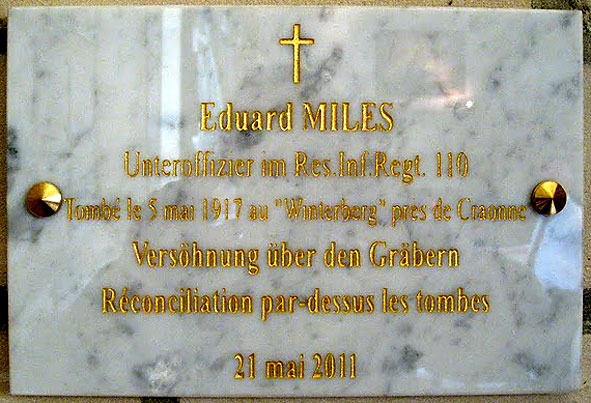 Eduard MILES
Unteroffizier im Res.Inf.Regt. 110
Tombé le 5 mai 1917 au "Winterberg" pres de Craonne
Versöhnung über den Gräbern
Réconciliation par-dessus les tombes
21 mai 2011